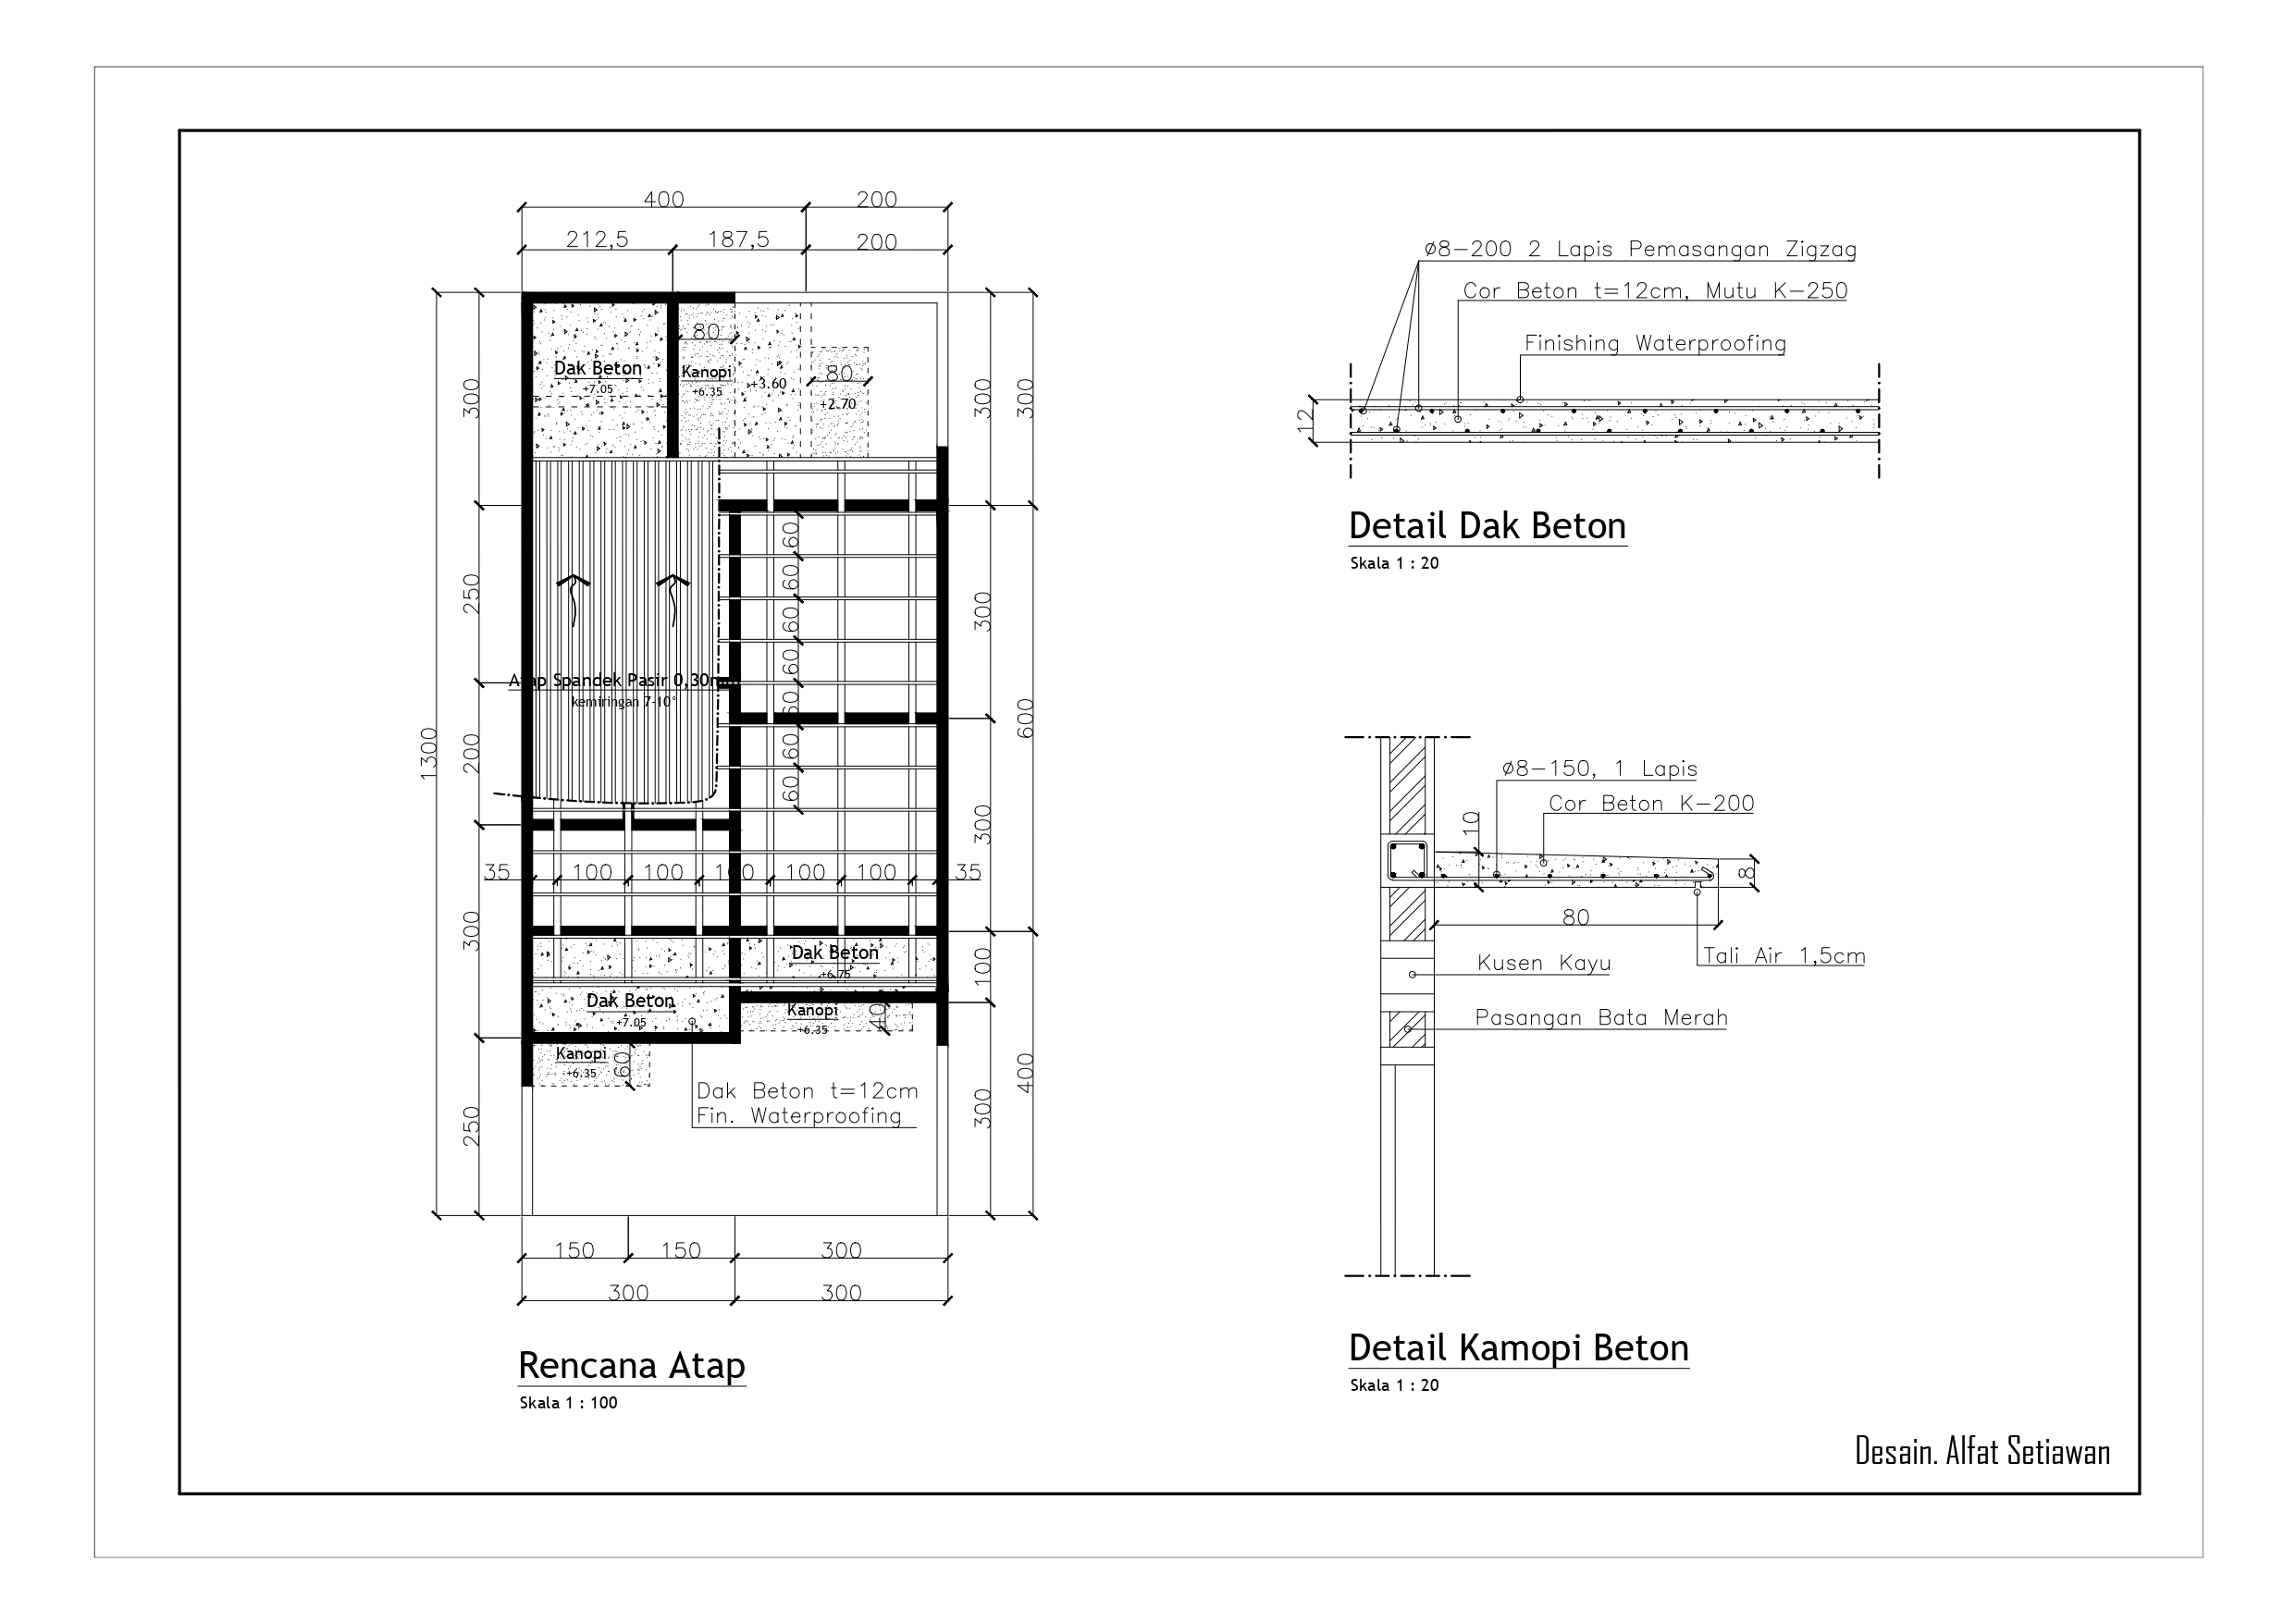 400
200
212,5
187,5
200
Dak Beton
+7.05
80
Kanopi
+6.35
+3.60
80
+2.70
300
300
300
60
60
60
60
60
60
60
250
300
Atap Spandek Pasir 0,30mm
kemiringan 7-10°
1300
200
600
300
35
100
100
100
100
100
35
300
Dak Beton
+6.75
100
Dak Beton
+7.05
Kanopi
+6.35
40
Kanopi
+6.35
60
Dak Beton t=12cm
Fin. Waterproofing
250
300
400
150
150
300
300
300
Rencana Atap
Skala 1 : 100
ø8-200 2 Lapis Pemasangan Zigzag
Cor Beton t=12cm, Mutu K-250
Finishing Waterproofing
12
Detail Dak Beton
Skala 1 : 20
ø8-150, 1 Lapis
Cor Beton K-200
10
8
80
Tali Air 1,5cm
Kusen Kayu
Pasangan Bata Merah
Detail Kamopi Beton
Skala 1 : 20
Desain. Alfat Setiawan